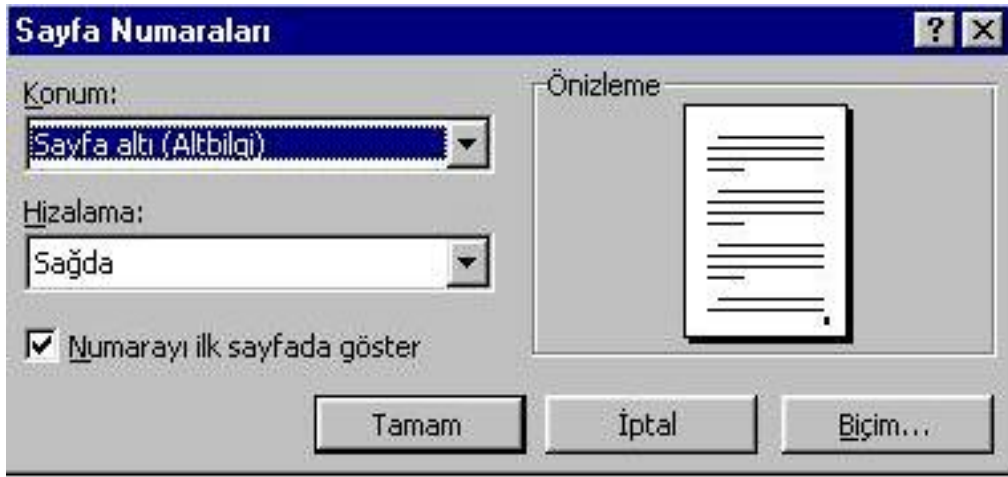 Sayfa Numaraları
Konum:
Sayfa altı (Altbilgi)
Hizalama:
Sağda
Numarayı ilk sayfada göster
Önizleme
Tamam
İptal
Biçim...